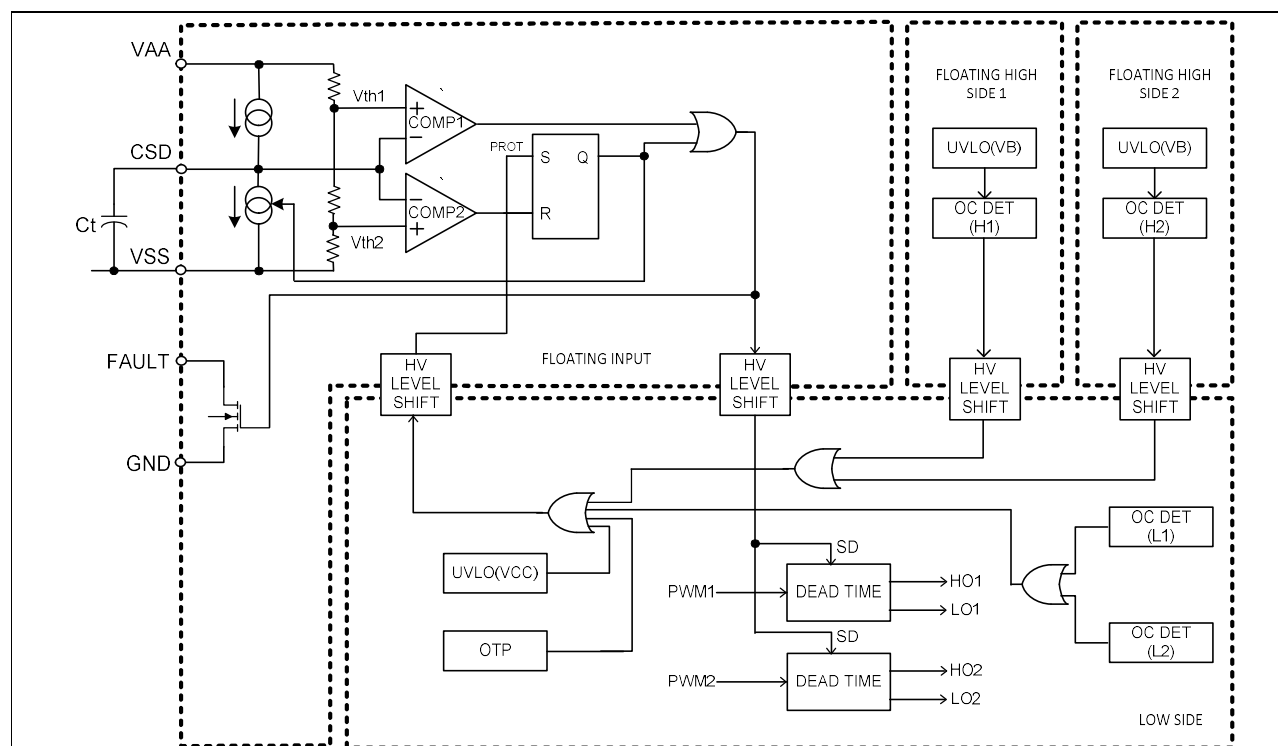 VAA
CSD
Ct
VSS
FAULT
GND
Vth1
Vth2
+
COMP1
−
−
COMP2
+
PROT
S
Q
R
FLOATING INPUT
HV
LEVEL
SHIFT
HV
LEVEL
SHIFT
FLOATING HIGH
SIDE 1
UVLO(VB)
OC DET
(H1)
HV
LEVEL
SHIFT
FLOATING HIGH
SIDE 2
UVLO(VB)
OC DET
(H2)
HV
LEVEL
SHIFT
UVLO(VCC)
OTP
SD
PWM1
DEAD TIME
HO1
LO1
SD
PWM2
DEAD TIME
HO2
LO2
OC DET
(L1)
OC DET
(L2)
LOW SIDE